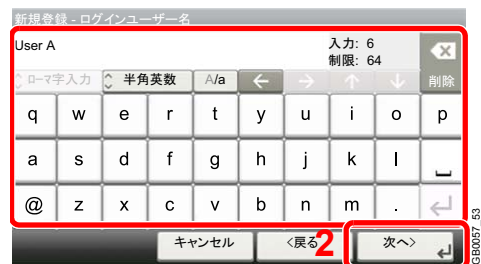 新規登録 - ログインユーザー名
User A
入力: 6
制限: 64
ローマ字入力 半角英数 A/a ← → ↑ ↓ 削除
q w e r t y u i o p
a s d f g h j k l
@ z x c v b n m .
キャンセル <戻る 2 次へ>
GB0057_53